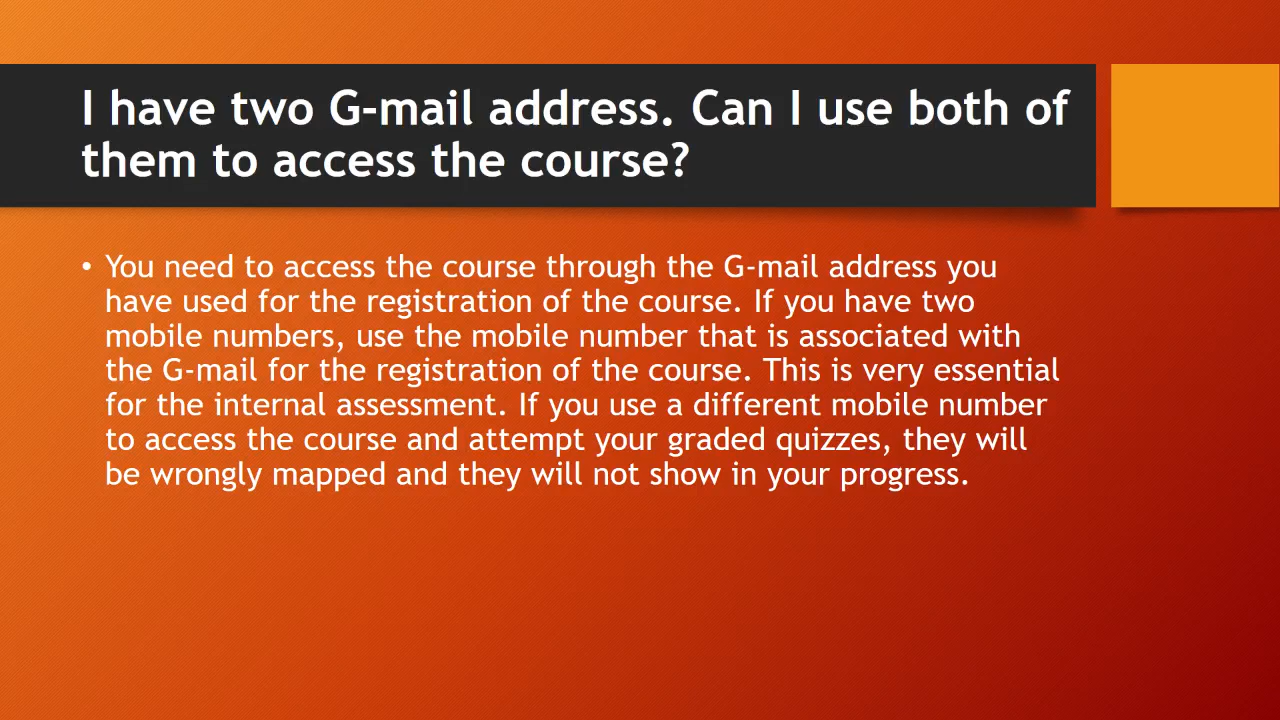 I have two G-mail address. Can I use both of
them to access the course?
• You need to access the course through the G-mail address you
have used for the registration of the course. If you have two
mobile numbers, use the mobile number that is associated with
the G-mail for the registration of the course. This is very essential
for the internal assessment. If you use a different mobile number
to access the course and attempt your graded quizzes, they will
be wrongly mapped and they will not show in your progress.